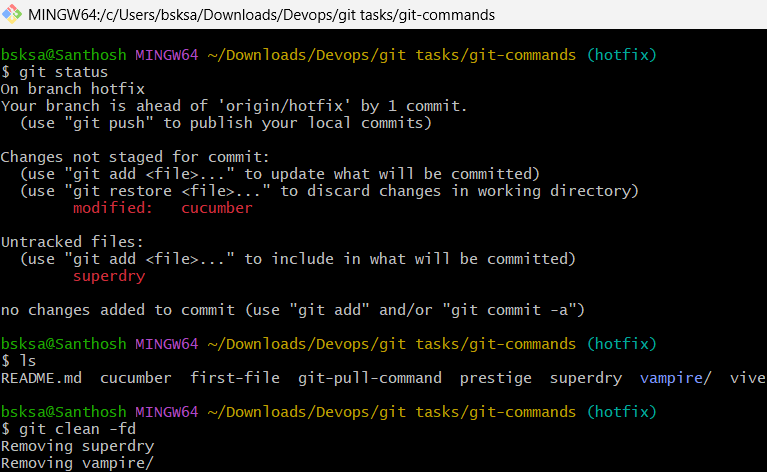 MINGW64:/c/Users/bsksa/Downloads/Devops/git tasks/git-commands
bsksa@Santhosh MINGW64 ~/Downloads/Devops/git tasks/git-commands (hotfix)
$ git status
On branch hotfix
Your branch is ahead of 'origin/hotfix' by 1 commit.
  (use "git push" to publish your local commits)

Changes not staged for commit:
  (use "git add <file>..." to update what will be committed)
  (use "git restore <file>..." to discard changes in working directory)
        modified:   cucumber

Untracked files:
  (use "git add <file>..." to include in what will be committed)
        superdry

no changes added to commit (use "git add" and/or "git commit -a")

bsksa@Santhosh MINGW64 ~/Downloads/Devops/git tasks/git-commands (hotfix)
$ ls
README.md  cucumber  first-file  git-pull-command  prestige  superdry  vampire/  vive

bsksa@Santhosh MINGW64 ~/Downloads/Devops/git tasks/git-commands (hotfix)
$ git clean -fd
Removing superdry
Removing vampire/